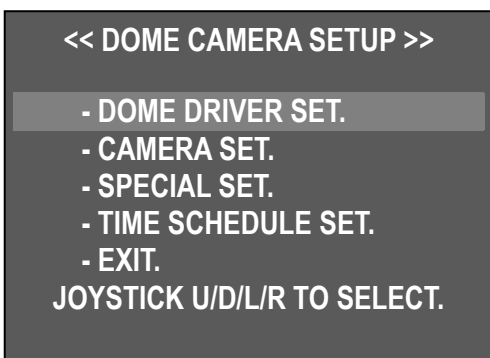 << DOME CAMERA SETUP >>
- DOME DRIVER SET.
- CAMERA SET.
- SPECIAL SET.
- TIME SCHEDULE SET.
- EXIT.
JOYSTICK U/D/L/R TO SELECT.